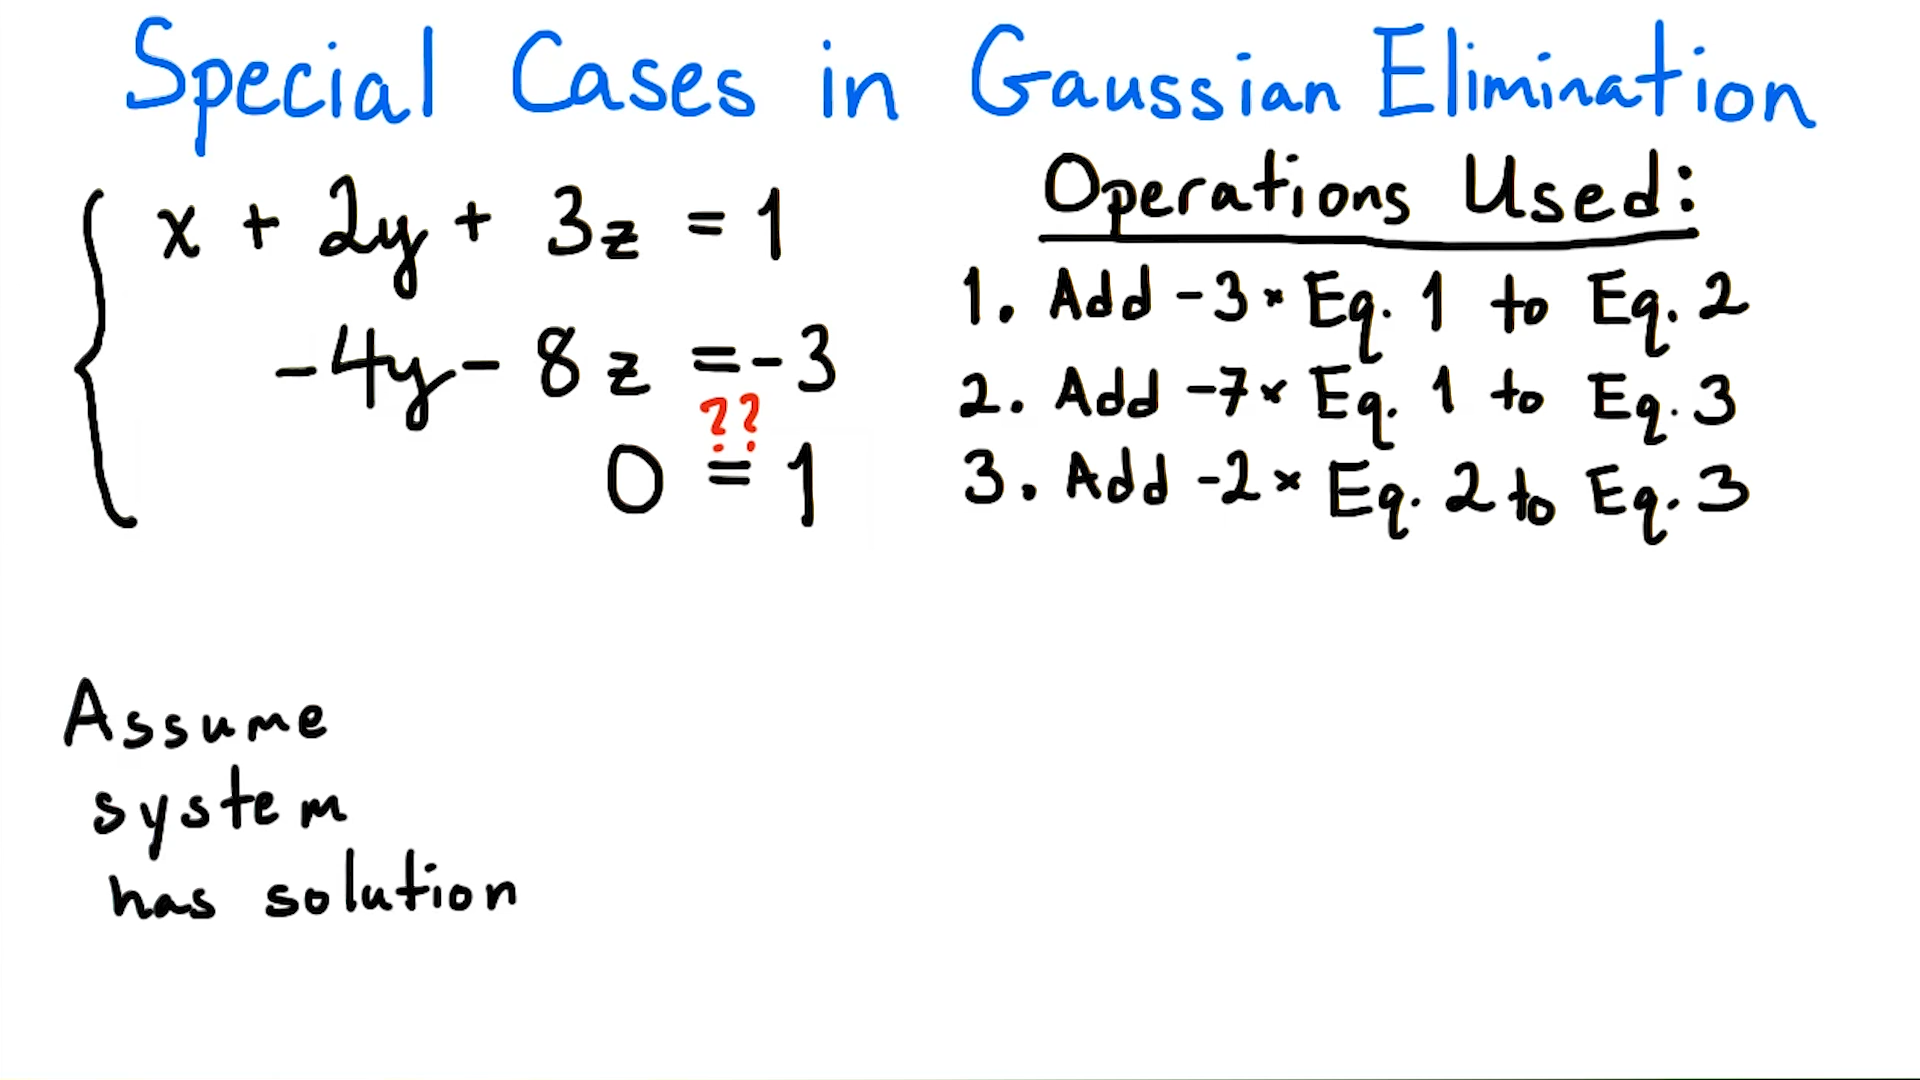 Special Cases in Gaussian Elimination
x + 2y + 3z = 1
-4y - 8z = -3
??
0 = 1
Operations Used:
1. Add -3 × Eq. 1 to Eq. 2
2. Add -7 × Eq. 1 to Eq. 3
3. Add -2 × Eq. 2 to Eq. 3
Assume
system
has solution